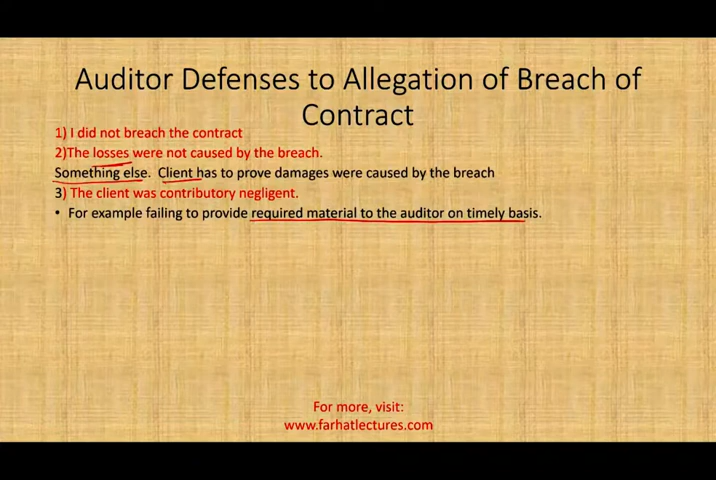 Auditor Defenses to Allegation of Breach of
Contract
1) I did not breach the contract
2)The losses were not caused by the breach.
Something else.  Client has to prove damages were caused by the breach
3) The client was contributory negligent.
• For example failing to provide required material to the auditor on timely basis.
For more, visit:
www.farhatlectures.com